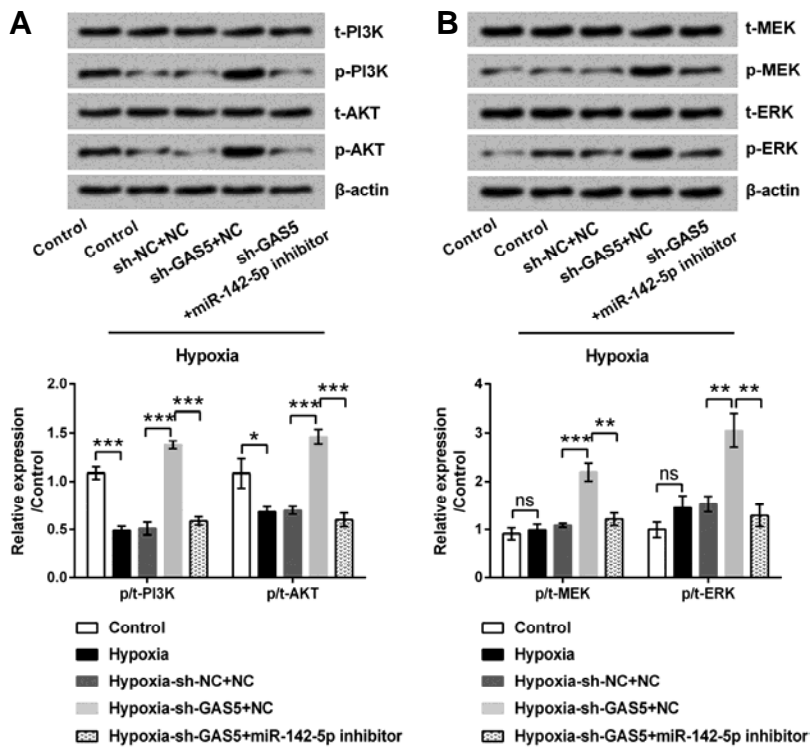 A
t-PI3K
p-PI3K
t-AKT
p-AKT
β-actin
Control
Control
sh-NC+NC
sh-GAS5+NC
sh-GAS5
+miR-142-5p inhibitor
Hypoxia
Relative expression
/Control
2.0
1.5
1.0
0.5
0.0
***
***
***
*
***
***
p/t-PI3K
p/t-AKT
Control
Hypoxia
Hypoxia-sh-NC+NC
Hypoxia-sh-GAS5+NC
Hypoxia-sh-GAS5+miR-142-5p inhibitor
B
t-MEK
p-MEK
t-ERK
p-ERK
β-actin
Control
Control
sh-NC+NC
sh-GAS5+NC
sh-GAS5
+miR-142-5p inhibitor
Hypoxia
Relative expression
/Control
4
3
2
1
0
ns
***
**
ns
**
**
p/t-MEK
p/t-ERK
Control
Hypoxia
Hypoxia-sh-NC+NC
Hypoxia-sh-GAS5+NC
Hypoxia-sh-GAS5+miR-142-5p inhibitor